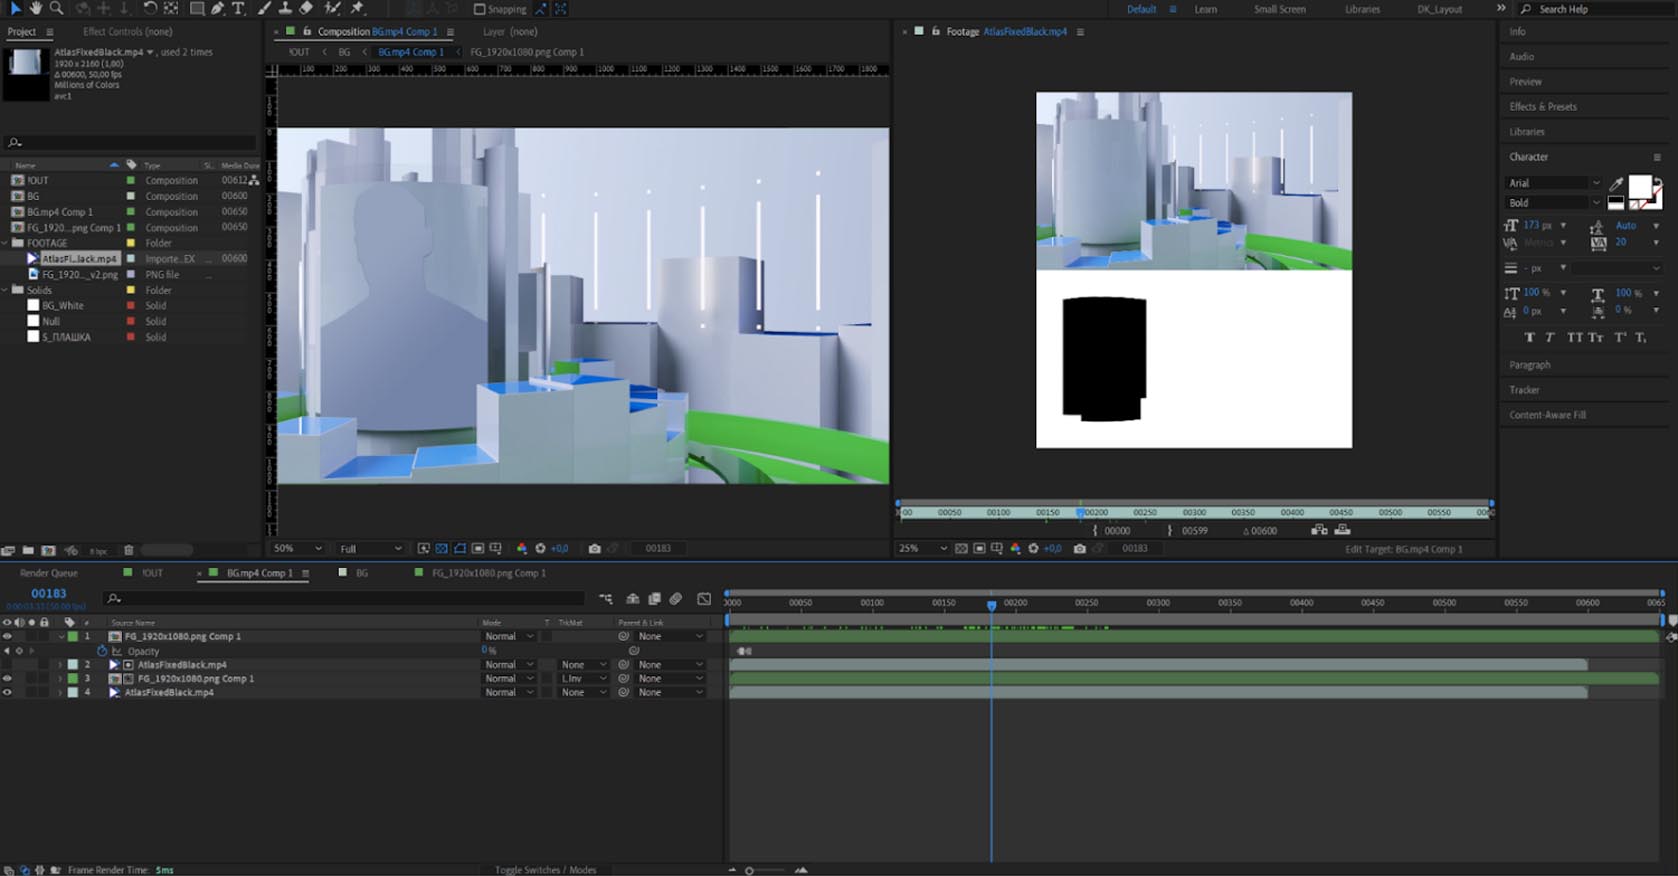 Snapping
Default
Learn
Small Screen
Libraries
DK_Layout
Search Help
Project
Effect Controls (none)
AtlasFixedBlack.mp4 , used 2 times
1920 x 2160 (1,00)
Δ 00600, 50,00 fps
Millions of Colors
avc1
Name Type S.. Media Dura
!OUT Composition 00612
BG Composition 00600
BG.mp4 Comp 1 Composition 00650
FG_1920....png Comp 1 Composition 00650
FOOTAGE Folder
AtlasFi...lack.mp4 Importe...EX ... 00600
FG_1920..._v2.png PNG file ...
Solids Folder
BG_White Solid
Null Solid
S_ПЛАШКА Solid
8 bpc
Composition BG.mp4 Comp 1
Layer (none)
!OUT BG BG.mp4 Comp 1 FG_1920x1080.png Comp 1
100 200 300 400 500 600 700 800 900 1000 1100 1200 1300 1400 1500 1600 1700 1800
50% Full +0,0 00183
Footage AtlasFixedBlack.mp4
00 00050 00100 00150 00200 00250 00300 00350 00400 00450 00500 00550
00000 00599 Δ 00600
25% +0,0 00183 Edit Target: BG.mp4 Comp 1
Info
Audio
Preview
Effects & Presets
Libraries
Character
Arial
Bold
173 px Auto
Metrics 20
- px
100 % 100 %
0 px 0 %
T T TT Tт T' T,
Paragraph
Tracker
Content-Aware Fill
Render Queue !OUT BG.mp4 Comp 1 BG FG_1920x1080.png Comp 1
00183
0:00:03:33 (50.00 fps)
# Source Name Mode T TrkMat Parent & Link
0000 00050 00100 00150 00200 00250 00300 00350 00400 00450 00500 00550 00600 0065
1 FG_1920x1080.png Comp 1 Normal None
Opacity 0 %
2 AtlasFixedBlack.mp4 Normal None None
3 FG_1920x1080.png Comp 1 Normal L.Inv None
4 AtlasFixedBlack.mp4 Normal None None
Frame Render Time: 5ms
Toggle Switches / Modes